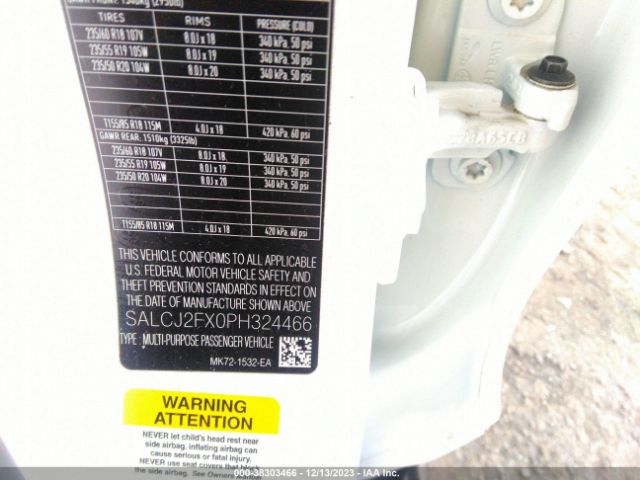 TIRES RIMS PRESSURE (COLD)
235/60 R18 107V 8.0J x 18 340 kPa, 50 psi
235/55 R19 105W 8.0J x 19 340 kPa, 50 psi
235/50 R20 104W 8.0J x 20 340 kPa, 50 psi
T155/85 R18 115M 4.0J x 18 420 kPa, 60 psi
GAWR REAR. 1510kg (3325lb)
235/60 R18 107V 8.0J x 18 340 kPa, 50 psi
235/55 R19 105W 8.0J x 19 340 kPa, 50 psi
235/50 R20 104W 8.0J x 20 340 kPa, 50 psi
T155/85 R18 115M 4.0J x 18 420 kPa, 60 psi
THIS VEHICLE CONFORMS TO ALL APPLICABLE
U.S. FEDERAL MOTOR VEHICLE SAFETY AND
THEFT PREVENTION STANDARDS IN EFFECT ON
THE DATE OF MANUFACTURE SHOWN ABOVE
SALCJ2FX0PH324466
TYPE: MULTI-PURPOSE PASSENGER VEHICLE
MK72-1532-EA
WARNING
ATTENTION
NEVER let child's head rest near
side airbag. inflating airbag can
cause serious or fatal injury.
NEVER use seat covers that block
side airbag. See Owners
000-38303466 - 12/13/2023 - IAA Inc.